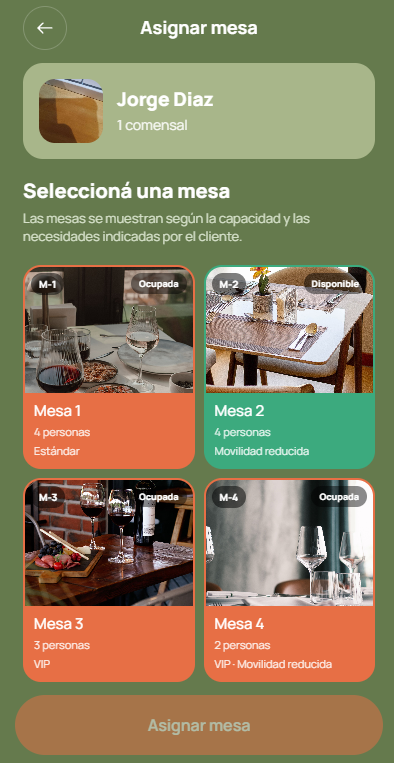 Asignar mesa
Jorge Diaz
1 comensal
Seleccioná una mesa
Las mesas se muestran según la capacidad y las
necesidades indicadas por el cliente.
M-1
Ocupada
Mesa 1
4 personas
Estándar
M-2
Disponible
Mesa 2
4 personas
Movilidad reducida
M-3
Ocupada
Mesa 3
3 personas
VIP
M-4
Ocupada
Mesa 4
2 personas
VIP · Movilidad reducida
Asignar mesa